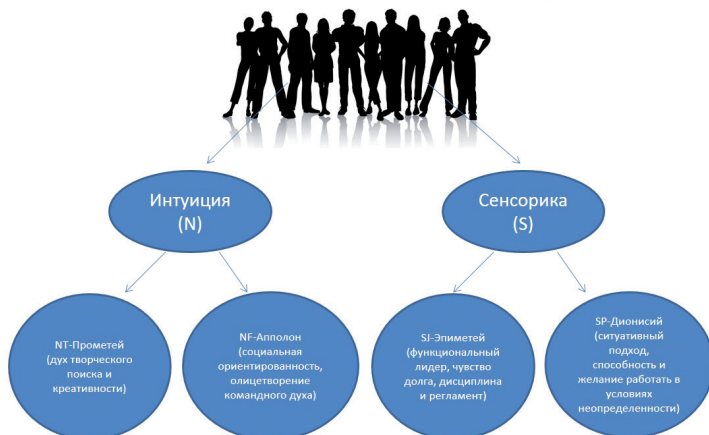 Интуиция
(N)
Сенсорика
(S)
NT-Прометей
(дух творческого
поиска и
креативности)
NF-Апполон
(социальная
ориентированность,
олицетворение
командного духа)
SJ-Эпиметей
(функциональный
лидер, чувство
долга, дисциплина
и регламент)
SP-Дионисий
(ситуативный
подход,
способность и
желание работать в
условиях
неопределенности)